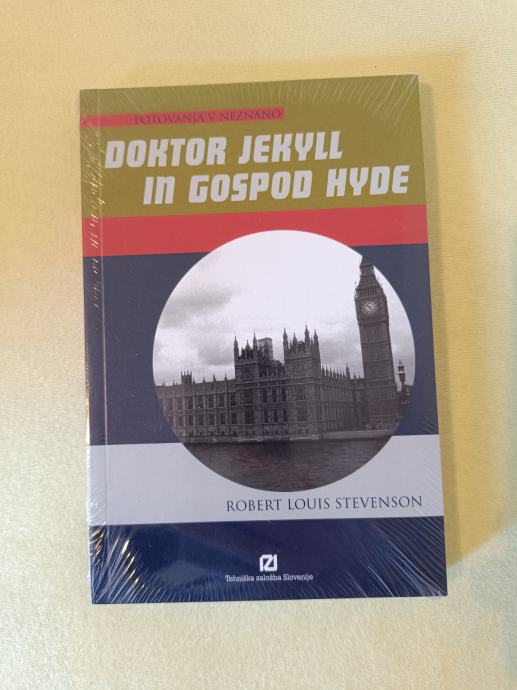 POTOVANJA V NEZNANO
DOKTOR JEKYLL
IN GOSPOD HYDE
ROBERT LOUIS STEVENSON
Tehniška založba Slovenije